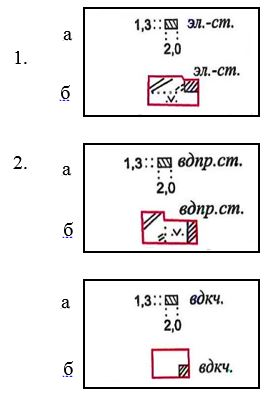 1.
а
1,3 эл.-ст.
2,0
б
эл.-ст.
2.
а
1,3 вдпр.ст.
2,0
б
вдпр.ст.
а
1,3 вдкч.
2,0
б
вдкч.